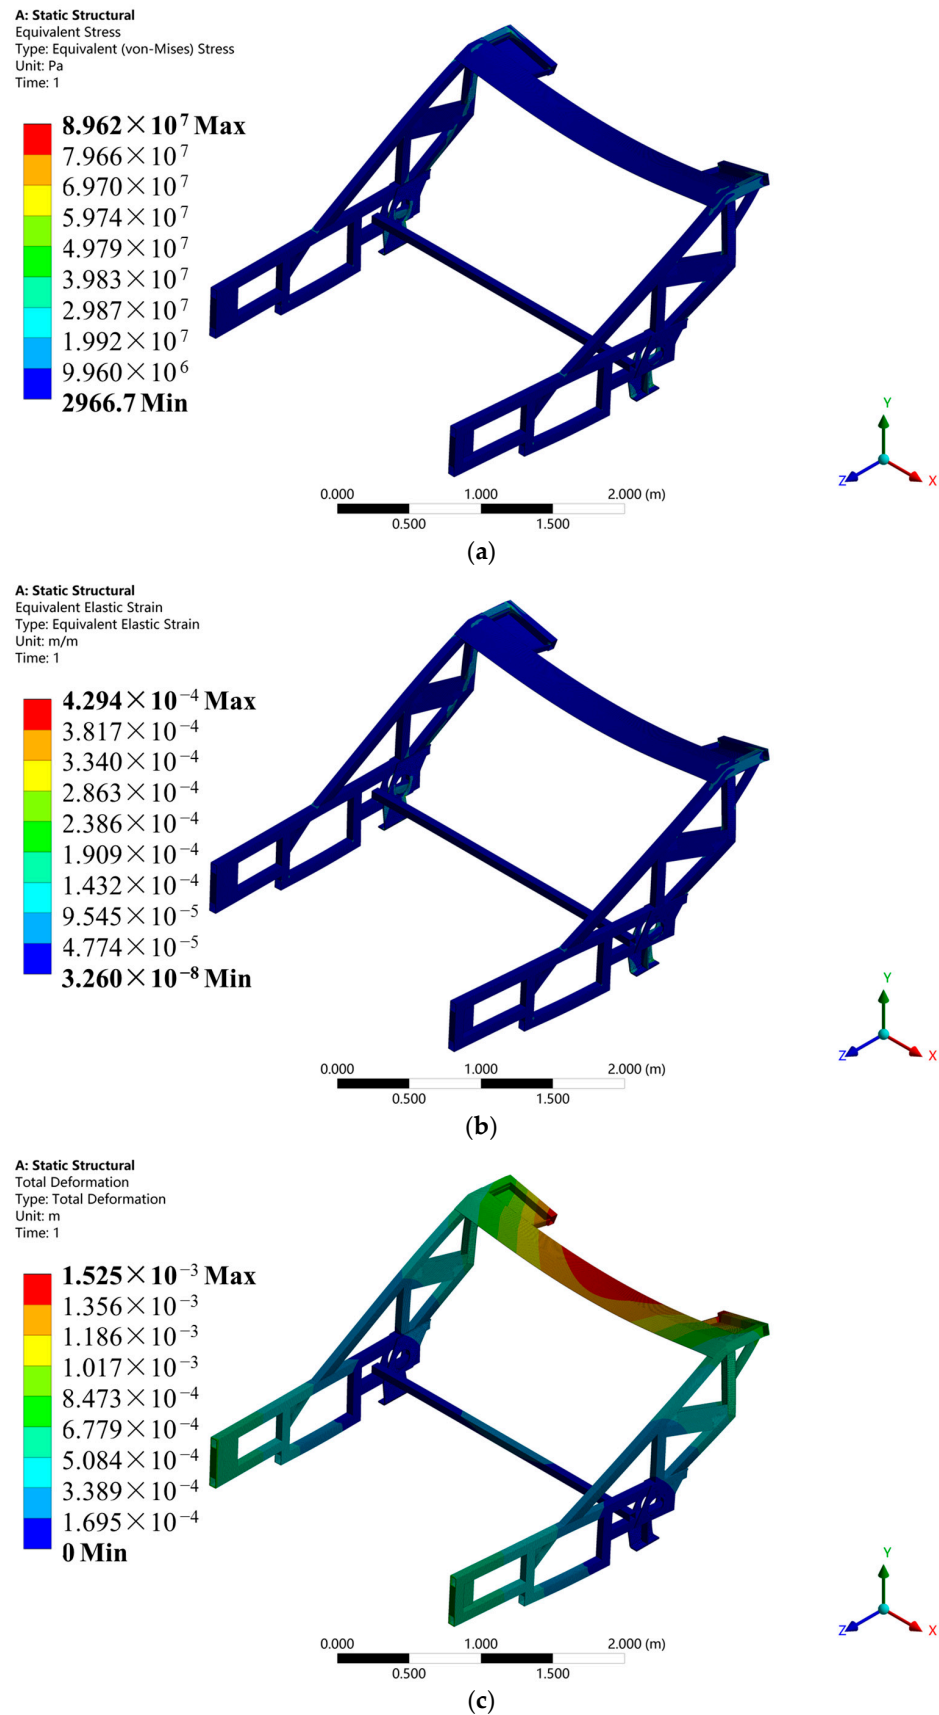 A: Static Structural
Equivalent Stress
Type: Equivalent (von-Mises) Stress
Unit: Pa
Time: 1
8.962×10⁷ Max
7.966×10⁷
6.970×10⁷
5.974×10⁷
4.979×10⁷
3.983×10⁷
2.987×10⁷
1.992×10⁷
9.960×10⁶
2966.7 Min
Y
Z
X
0.000 1.000 2.000 (m)
0.500 1.500
(a)
A: Static Structural
Equivalent Elastic Strain
Type: Equivalent Elastic Strain
Unit: m/m
Time: 1
4.294×10⁻⁴ Max
3.817×10⁻⁴
3.340×10⁻⁴
2.863×10⁻⁴
2.386×10⁻⁴
1.909×10⁻⁴
1.432×10⁻⁴
9.545×10⁻⁵
4.774×10⁻⁵
3.260×10⁻⁸ Min
Y
Z
X
0.000 1.000 2.000 (m)
0.500 1.500
(b)
A: Static Structural
Total Deformation
Type: Total Deformation
Unit: m
Time: 1
1.525×10⁻³ Max
1.356×10⁻³
1.186×10⁻³
1.017×10⁻³
8.473×10⁻⁴
6.779×10⁻⁴
5.084×10⁻⁴
3.389×10⁻⁴
1.695×10⁻⁴
0 Min
Y
Z
X
0.000 1.000 2.000 (m)
0.500 1.500
(c)